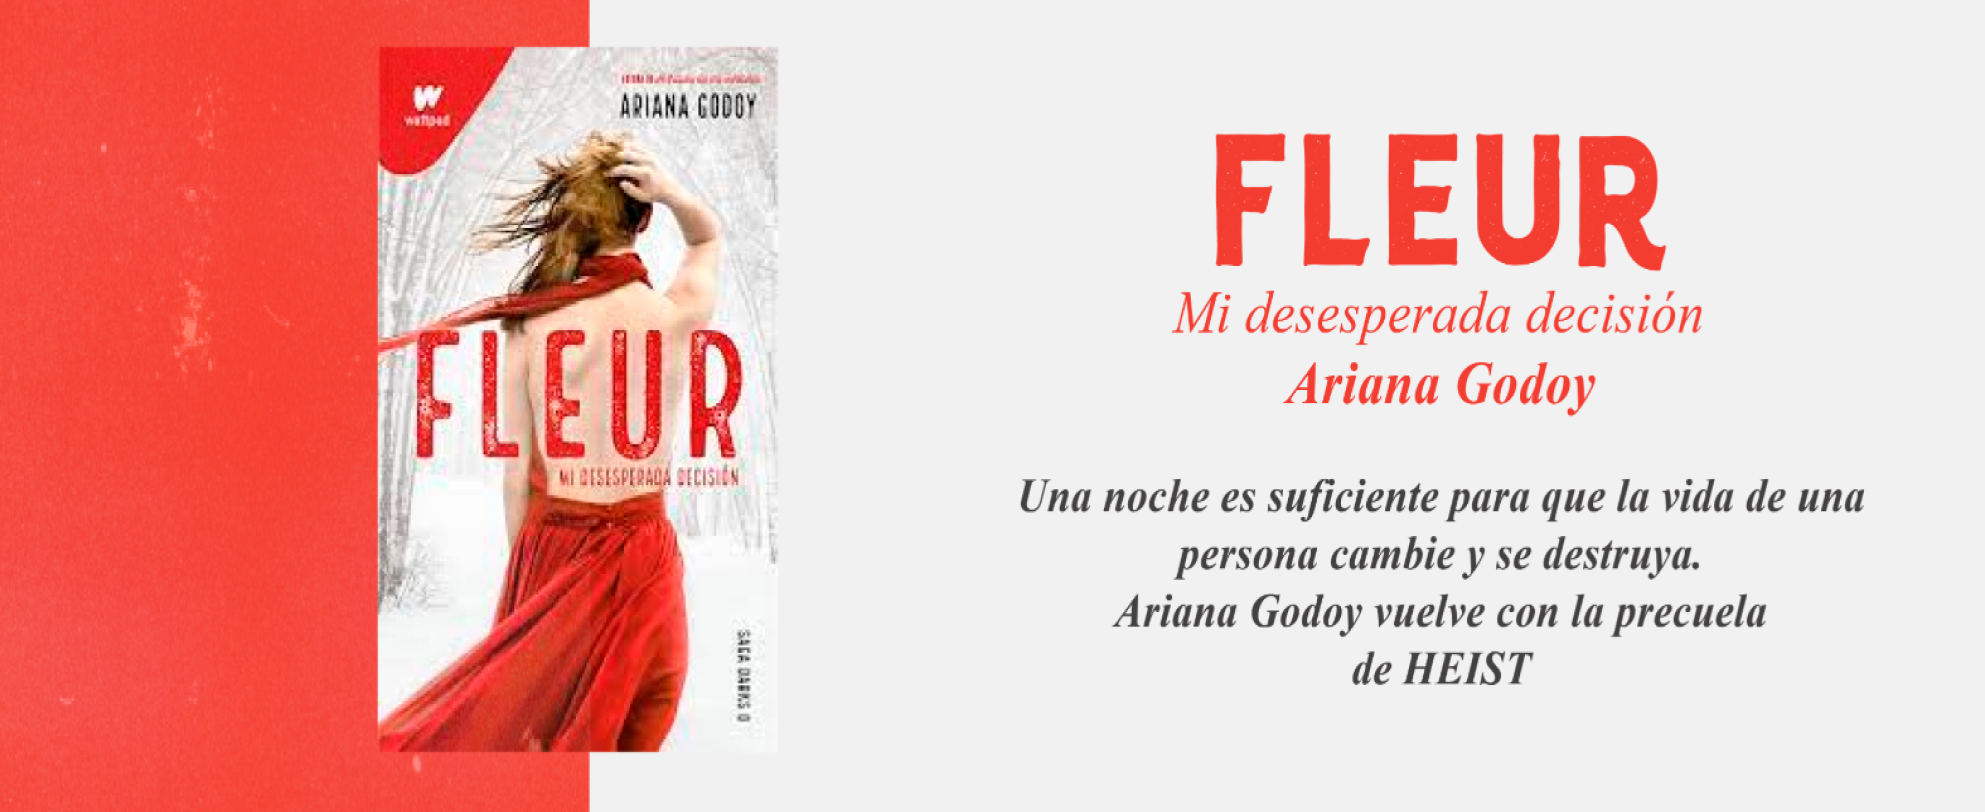 wattpad
ARIANA GODOY
FLEUR
MI DESESPERADA DECISIÓN
SAGA DARKS 0
FLEUR
Mi desesperada decisión
Ariana Godoy
Una noche es suficiente para que la vida de una
persona cambie y se destruya.
Ariana Godoy vuelve con la precuela
de HEIST